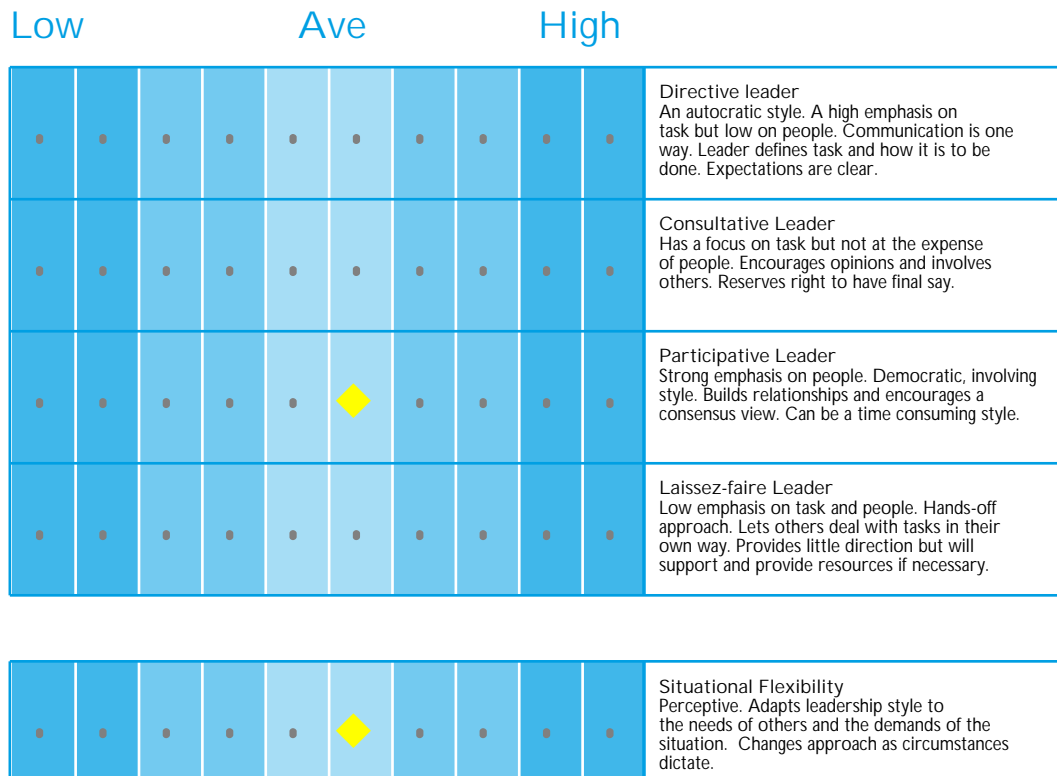 Low Ave High
Directive leader
An autocratic style. A high emphasis on
task but low on people. Communication is one
way. Leader defines task and how it is to be
done. Expectations are clear.
Consultative Leader
Has a focus on task but not at the expense
of people. Encourages opinions and involves
others. Reserves right to have final say.
Participative Leader
Strong emphasis on people. Democratic, involving
style. Builds relationships and encourages a
consensus view. Can be a time consuming style.
Laissez-faire Leader
Low emphasis on task and people. Hands-off
approach. Lets others deal with tasks in their
own way. Provides little direction but will
support and provide resources if necessary.
Situational Flexibility
Perceptive. Adapts leadership style to
the needs of others and the demands of the
situation.  Changes approach as circumstances
dictate.